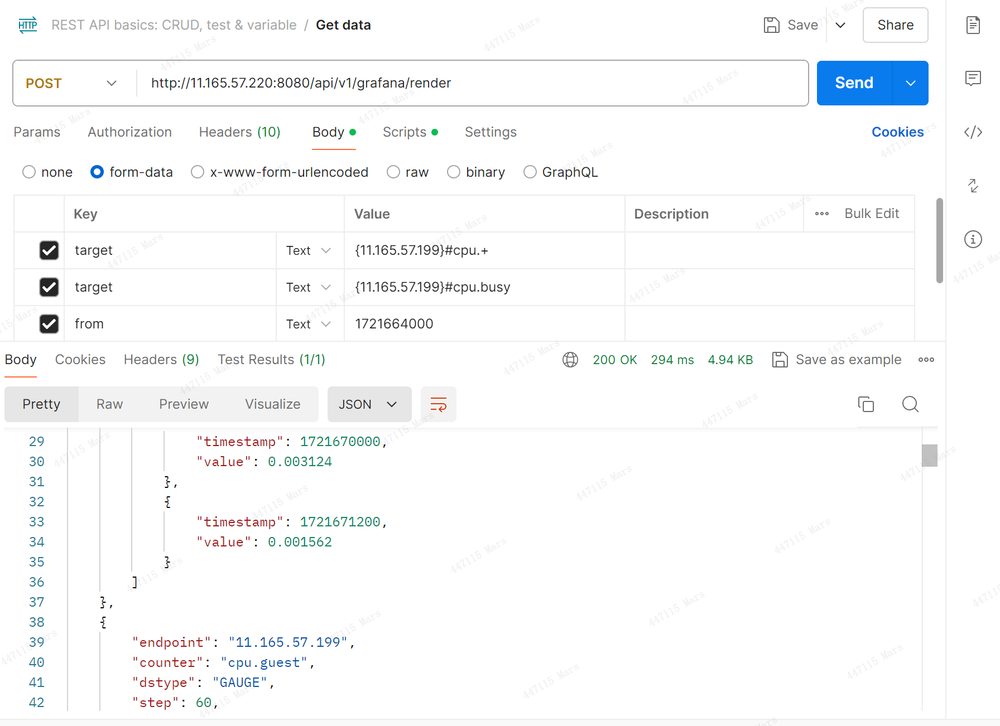 HTTP REST API basics: CRUD, test & variable / Get data Save Share
POST http://11.165.57.220:8080/api/v1/grafana/render Send
Params Authorization Headers (10) Body Scripts Settings Cookies
none form-data x-www-form-urlencoded raw binary GraphQL
Key Value Description Bulk Edit
target Text {11.165.57.199}#cpu.+
target Text {11.165.57.199}#cpu.busy
from Text 1721664000
Body Cookies Headers (9) Test Results (1/1) 200 OK 294 ms 4.94 KB Save as example
Pretty Raw Preview Visualize JSON
29 "timestamp": 1721670000,
30 "value": 0.003124
31 },
32 {
33 "timestamp": 1721671200,
34 "value": 0.001562
35 }
36 ]
37 },
38 {
39 "endpoint": "11.165.57.199",
40 "counter": "cpu.guest",
41 "dstype": "GAUGE",
42 "step": 60,
447115 Mars